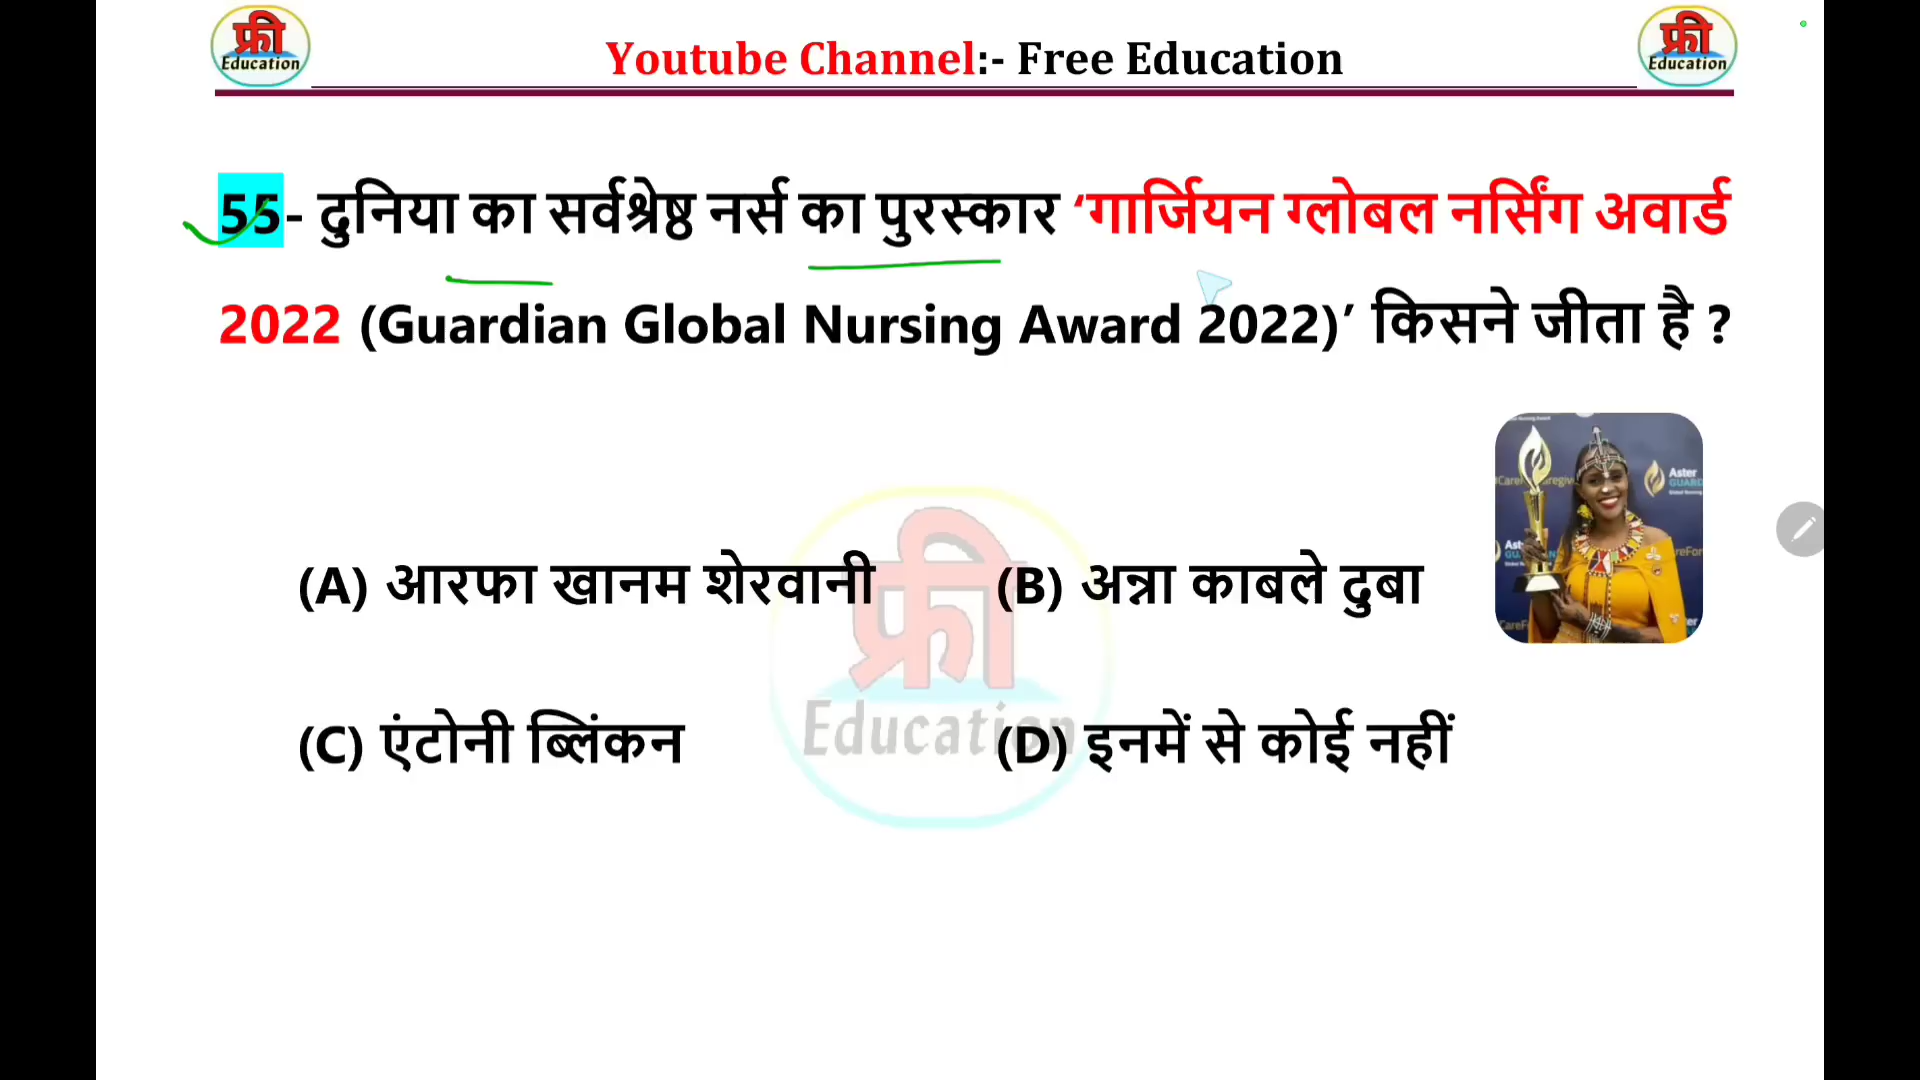 फ्री
Education
Youtube Channel:- Free Education
फ्री
Education
55- दुनिया का सर्वश्रेष्ठ नर्स का पुरस्कार ‘गार्जियन ग्लोबल नर्सिंग अवार्ड
2022 (Guardian Global Nursing Award 2022)’ किसने जीता है ?
Aster
(A) आरफा खानम शेरवानी (B) अन्ना काबले दुबा
फ्री
Education
(C) एंटोनी ब्लिंकन (D) इनमें से कोई नहीं